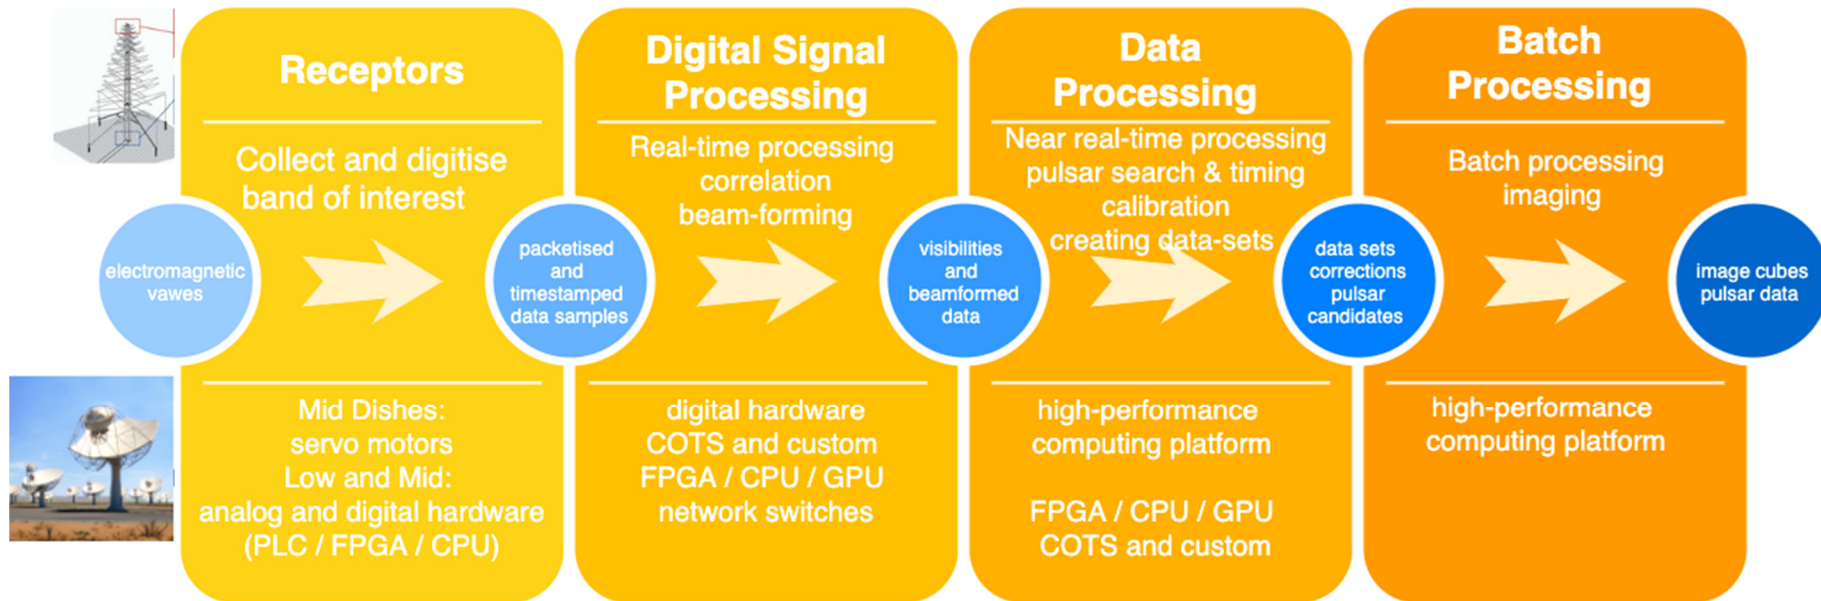 Receptors
Collect and digitise
band of interest
electromagnetic
vawes
Mid Dishes:
servo motors
Low and Mid:
analog and digital hardware
(PLC / FPGA / CPU)
packetised
and
timestamped
data samples
Digital Signal
Processing
Real-time processing
correlation
beam-forming
digital hardware
COTS and custom
FPGA / CPU / GPU
network switches
visibilities
and
beamformed
data
Data
Processing
Near real-time processing
pulsar search & timing
calibration
creating data-sets
high-performance
computing platform
FPGA / CPU / GPU
COTS and custom
data sets
corrections
pulsar
candidates
Batch
Processing
Batch processing
imaging
high-performance
computing platform
image cubes
pulsar data